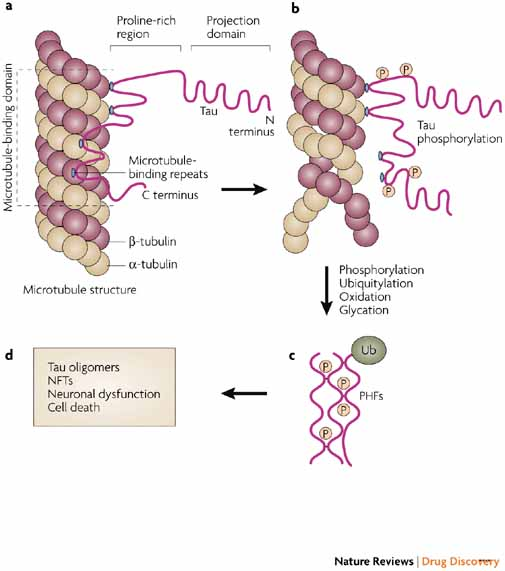 a
Proline-rich
region
Projection
domain
Microtubule-binding domain
Tau
N
terminus
Microtubule-
binding repeats
C terminus
β-tubulin
α-tubulin
Microtubule structure
b
P
P
Tau
phosphorylation
P
P
Phosphorylation
Ubiquitylation
Oxidation
Glycation
d
Tau oligomers
NFTs
Neuronal dysfunction
Cell death
c
Ub
P
P
P
P
PHFs
Nature Reviews | Drug Discovery